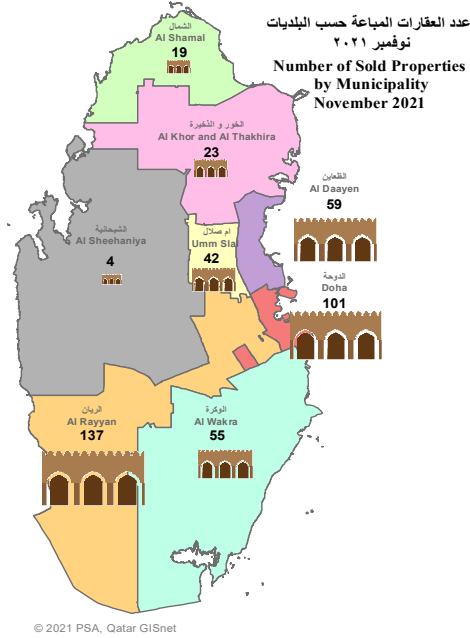 عدد العقارات المباعة حسب البلديات
نوفمبر ٢٠٢١
Number of Sold Properties
by Municipality
November 2021
الشمال
Al Shamal
19
الخور و الذخيرة
Al Khor and Al Thakhira
23
الظعاين
Al Daayen
59
الشيحانية
Al Sheehaniya
4
ام صلال
Umm Slal
42
الدوحة
Doha
101
الريان
Al Rayyan
137
الوكرة
Al Wakra
55
© 2021 PSA, Qatar GISnet